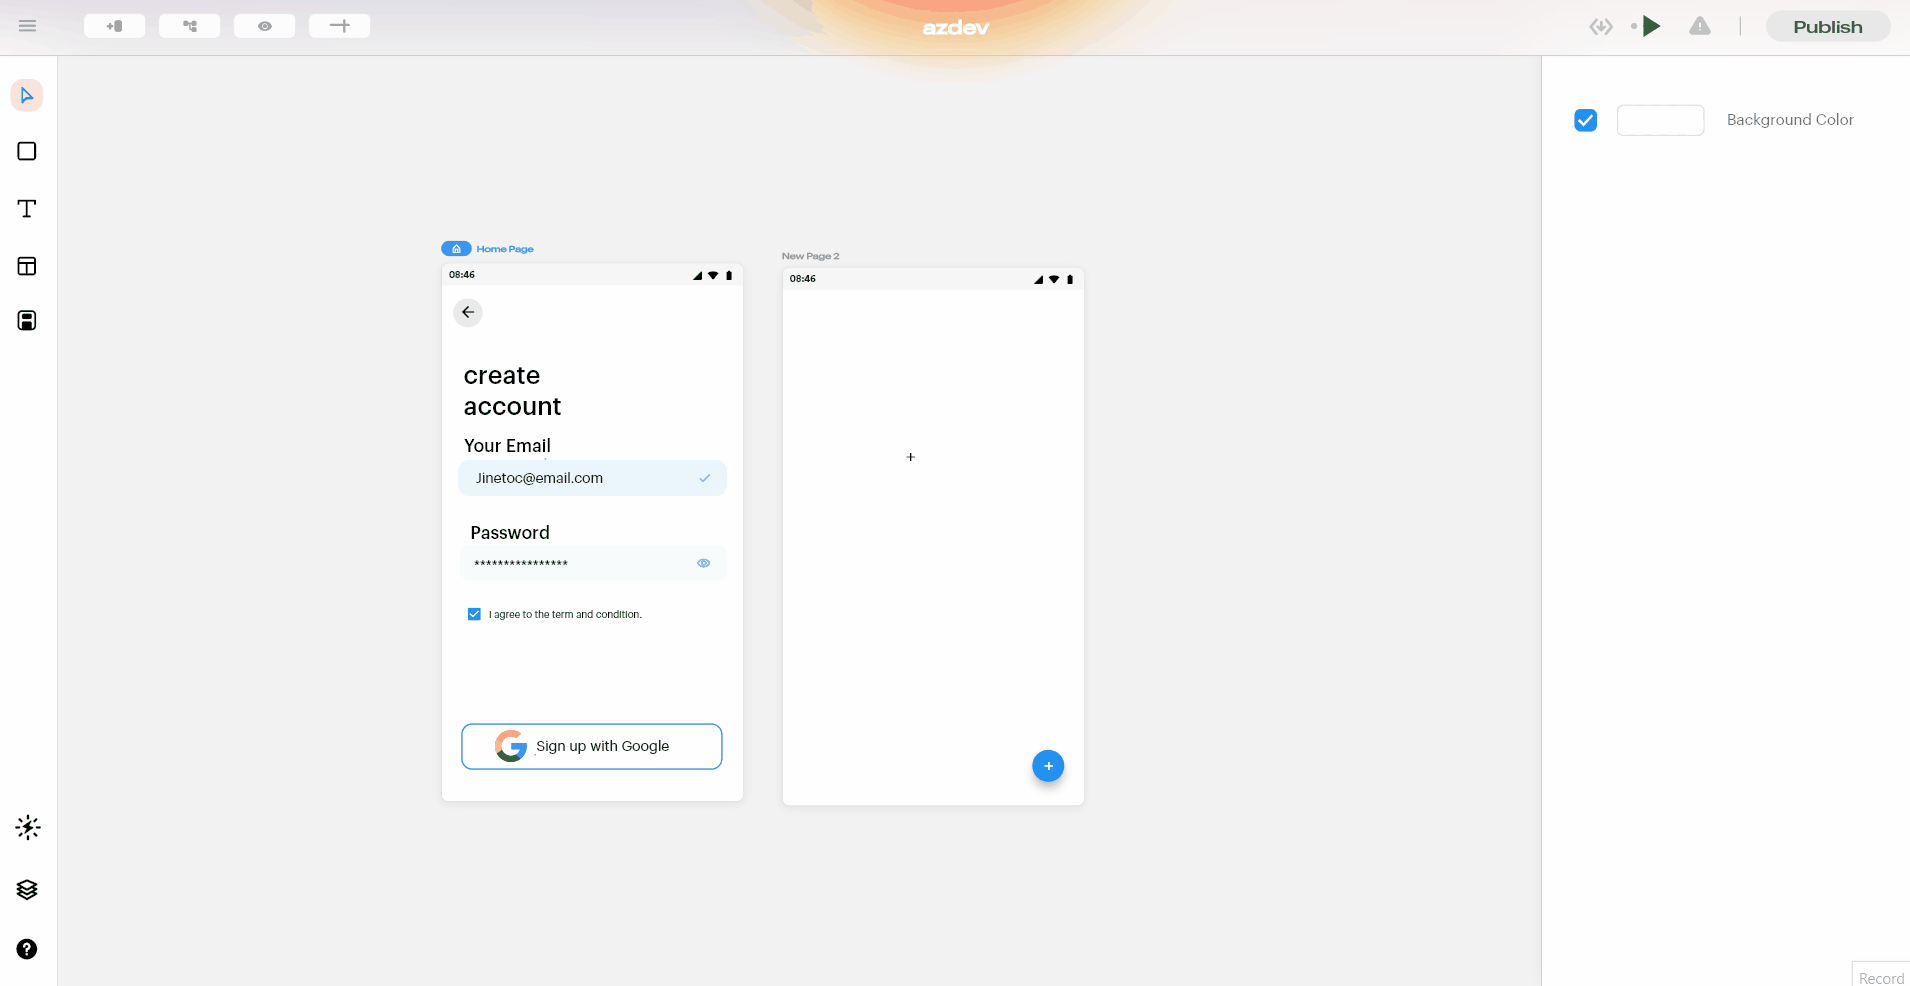 azdev
Publish
Background Color
Home Page
New Page 2
08:46
08:46
create
account
Your Email
Jinetoc@email.com
Password
****************
I agree to the term and condition.
Sign up with Google
Record